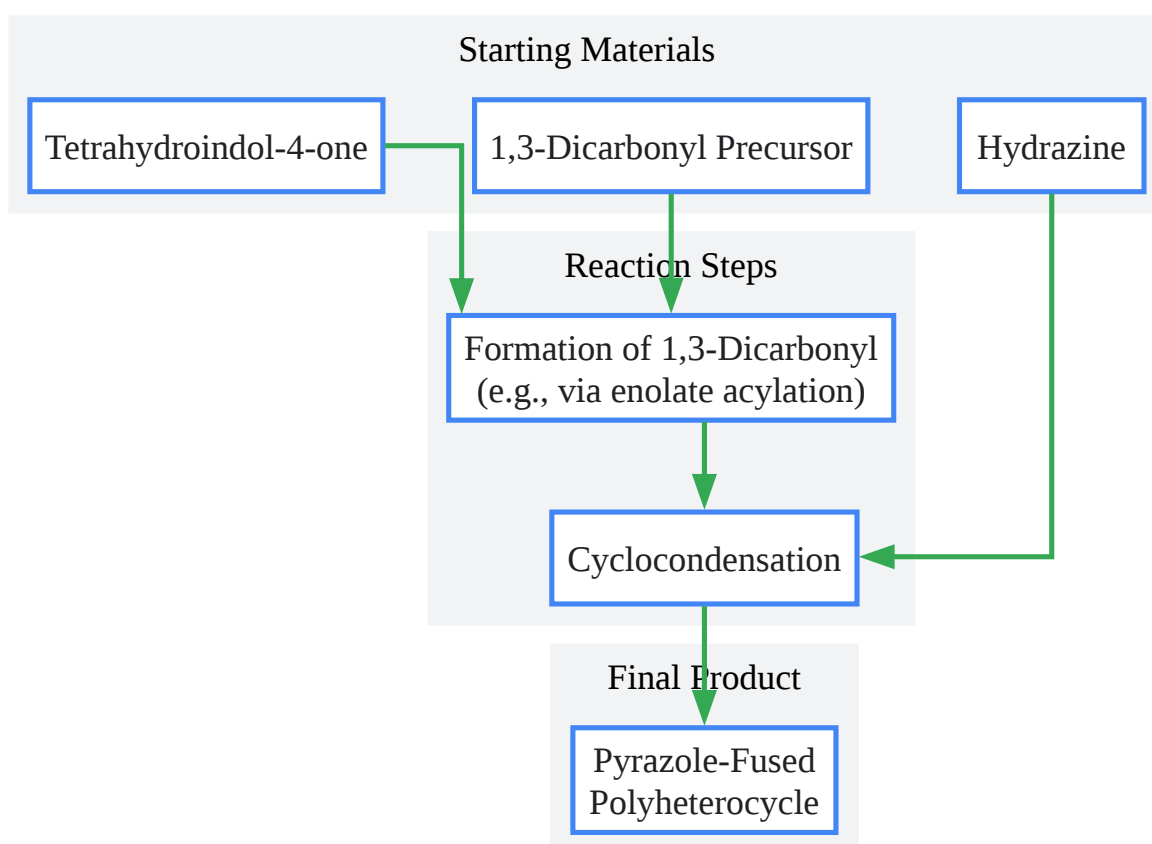 Starting Materials
Tetrahydroindol-4-one
1,3-Dicarbonyl Precursor
Hydrazine
Reaction Steps
Formation of 1,3-Dicarbonyl
(e.g., via enolate acylation)
Cyclocondensation
Final Product
Pyrazole-Fused
Polyheterocycle